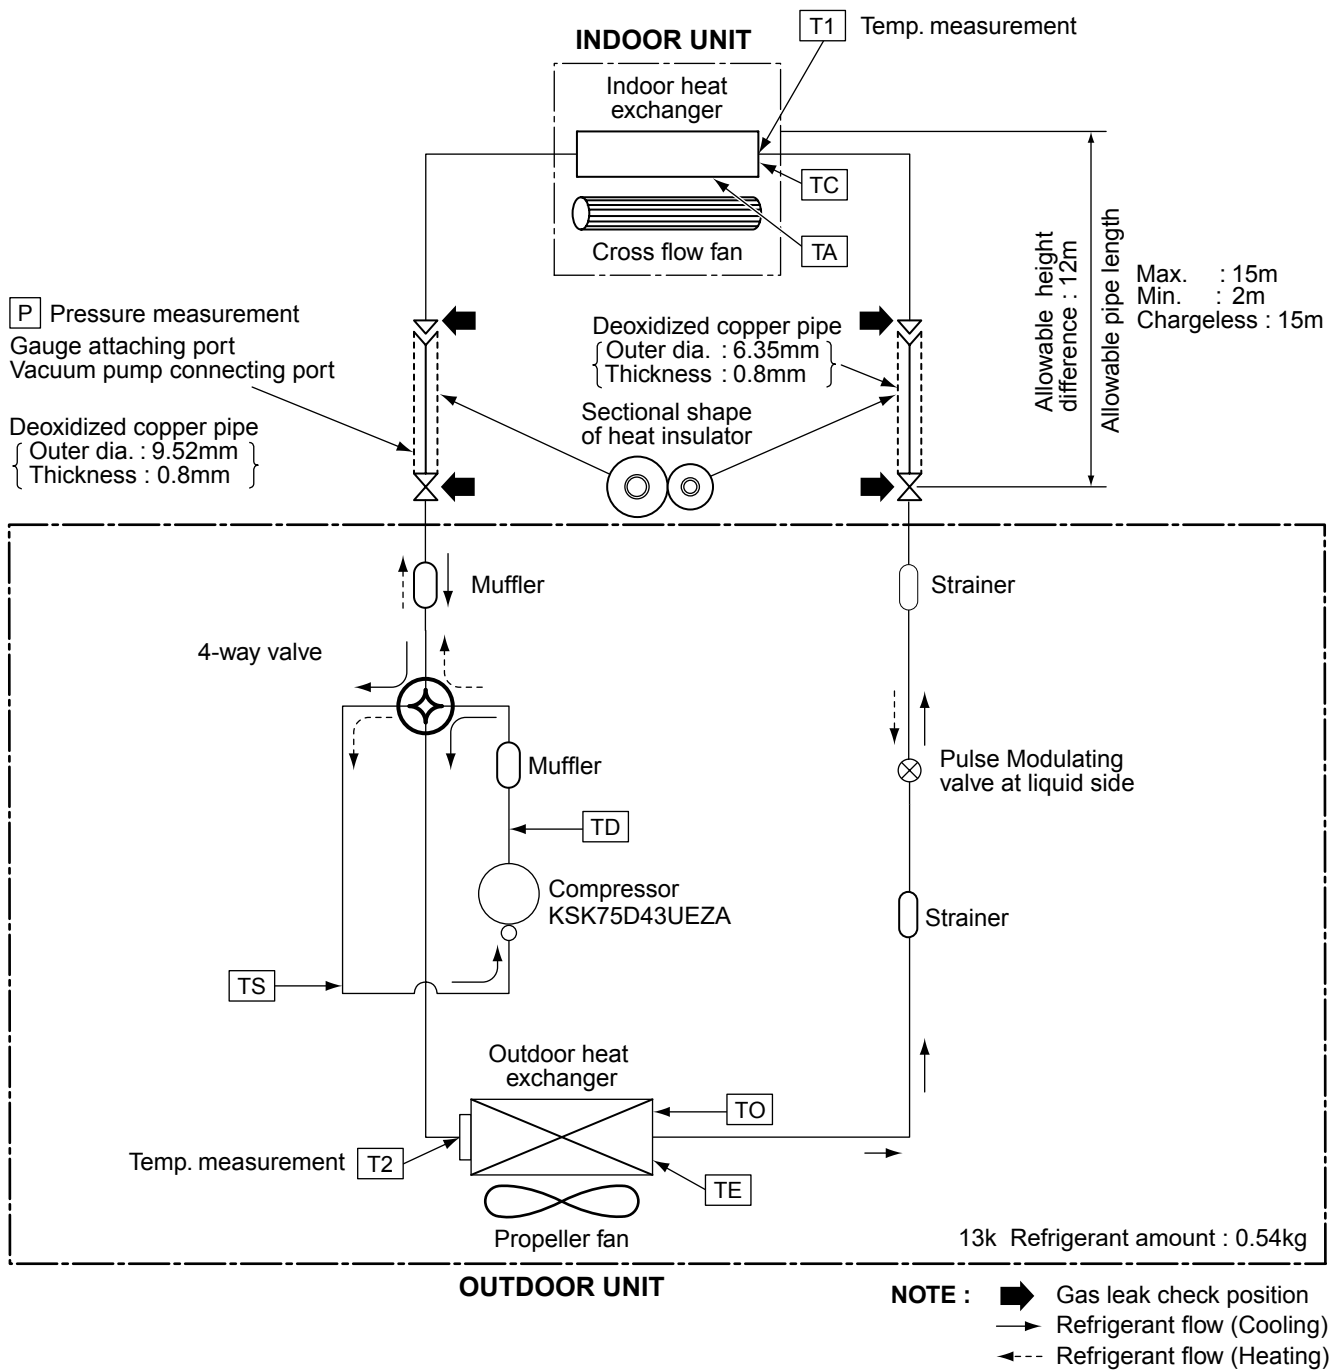 T1 Temp. measurement
INDOOR UNIT
Indoor heat
exchanger
TC
Cross flow fan
TA
Allowable height
difference : 12m
Allowable pipe length
Max. : 15m
Min. : 2m
Chargeless : 15m
P Pressure measurement
Gauge attaching port
Vacuum pump connecting port
Deoxidized copper pipe
Outer dia. : 9.52mm
Thickness : 0.8mm
Deoxidized copper pipe
Outer dia. : 6.35mm
Thickness : 0.8mm
Sectional shape
of heat insulator
Muffler
Strainer
4-way valve
Muffler
Pulse Modulating
valve at liquid side
TD
Compressor
KSK75D43UEZA
Strainer
TS
Outdoor heat
exchanger
TO
Temp. measurement T2
TE
Propeller fan
13k Refrigerant amount : 0.54kg
OUTDOOR UNIT
NOTE : Gas leak check position
Refrigerant flow (Cooling)
Refrigerant flow (Heating)